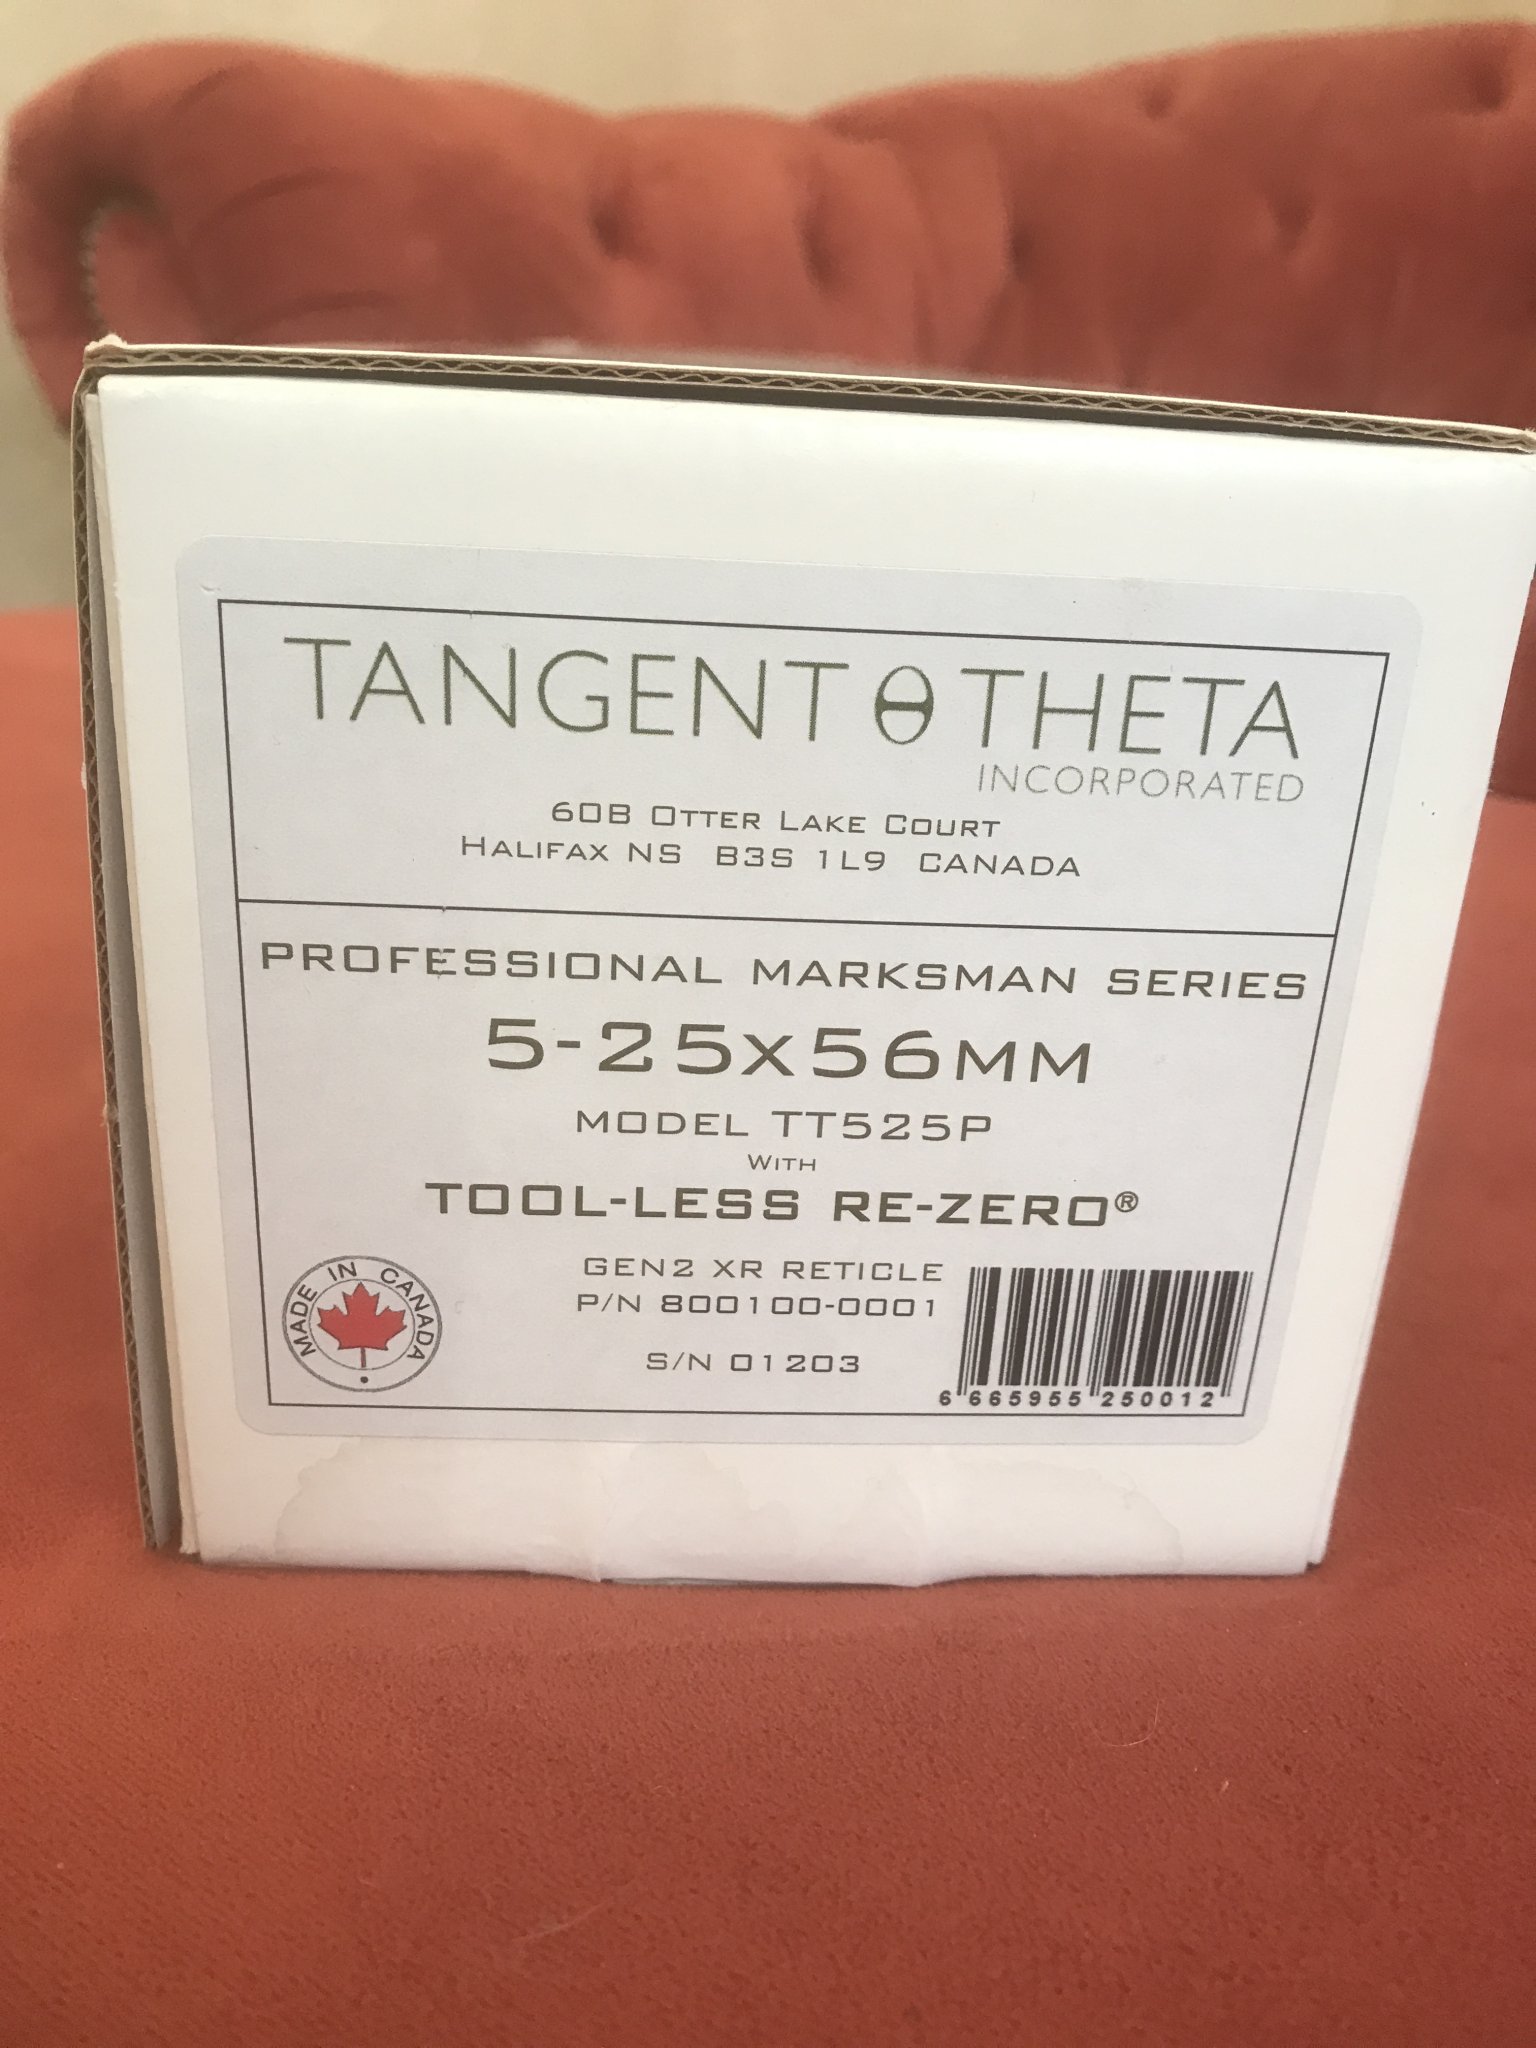 TANGENT θ THETA
INCORPORATED
60B OTTER LAKE COURT
HALIFAX NS B3S 1L9 CANADA
PROFESSIONAL MARKSMAN SERIES
5-25X56MM
MODEL TT525P
WITH
TOOL-LESS RE-ZERO®
GEN2 XR RETICLE
P/N 800100-0001
S/N 01203
MADE IN CANADA
6 665955 250012